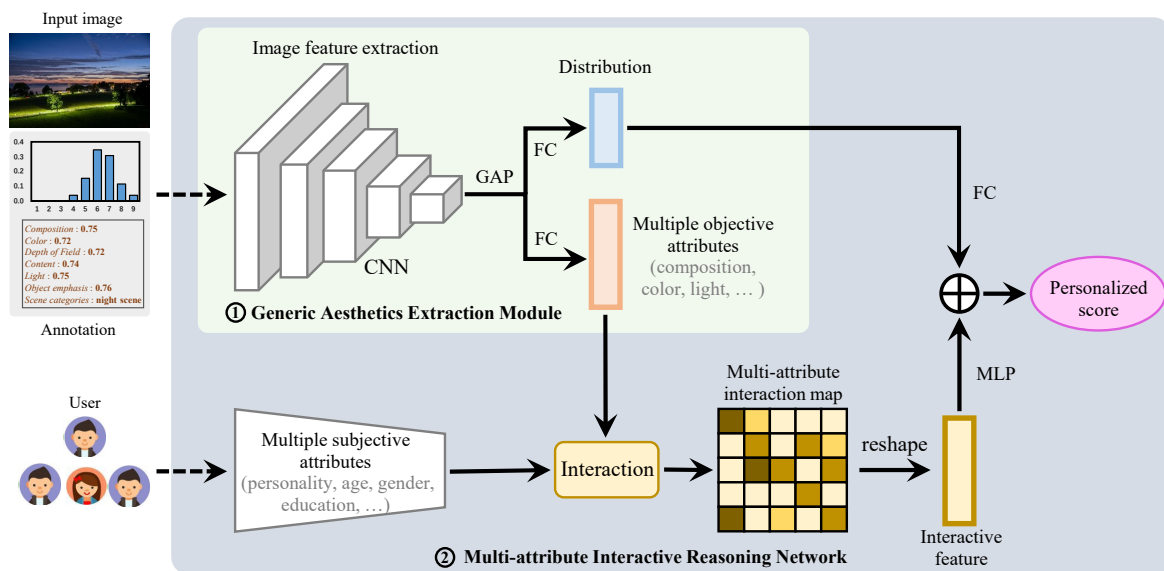 Input image
0.4
0.3
0.2
0.1
0.0
1 2 3 4 5 6 7 8 9
Composition : 0.75
Color : 0.72
Depth of Field : 0.72
Content : 0.74
Light : 0.75
Object emphasis : 0.76
Scene categories : night scene
Annotation
Image feature extraction
CNN
GAP
FC
FC
Distribution
Multiple objective
attributes
(composition,
color, light, … )
① Generic Aesthetics Extraction Module
FC
Personalized
score
MLP
User
Multiple subjective
attributes
(personality, age, gender,
education, …)
Interaction
Multi-attribute
interaction map
reshape
Interactive
feature
② Multi-attribute Interactive Reasoning Network